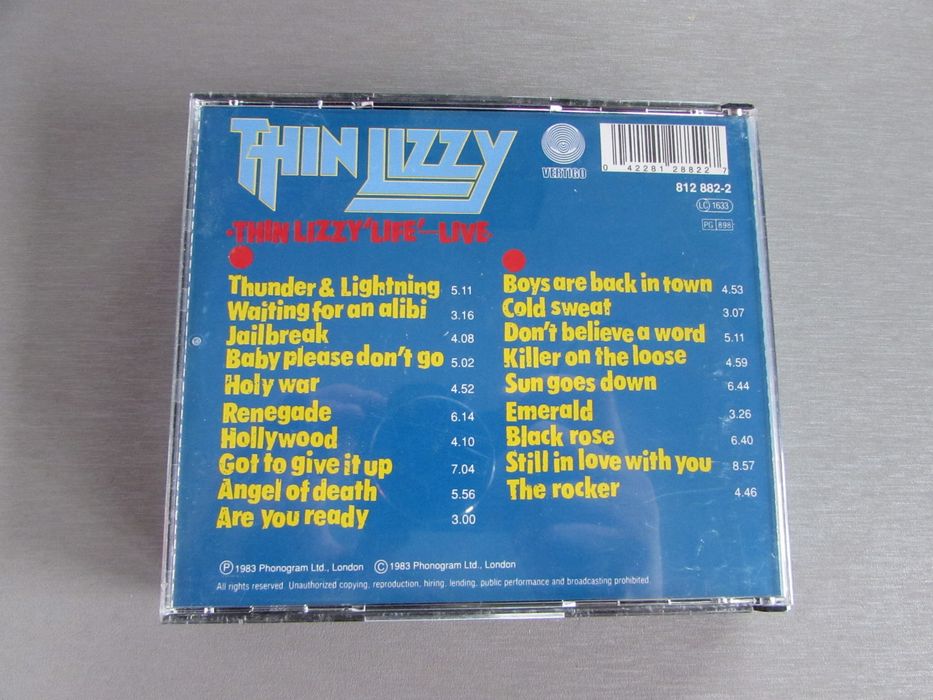 THIN LIZZY
VERTIGO
0 42281 28822 7
812 882-2
LC 1633
PG 898
·THIN LIZZY 'LIFE'—LIVE·
Thunder & Lightning 5.11
Waiting for an alibi 3.16
Jailbreak 4.08
Baby please don't go 5.02
Holy war 4.52
Renegade 6.14
Hollywood 4.10
Got to give it up 7.04
Angel of death 5.56
Are you ready 3.00
Boys are back in town 4.53
Cold sweat 3.07
Don't believe a word 5.11
Killer on the loose 4.59
Sun goes down 6.44
Emerald 3.26
Black rose 6.40
Still in love with you 8.57
The rocker 4.46
Ⓟ 1983 Phonogram Ltd., London © 1983 Phonogram Ltd., London
All rights reserved. Unauthorized copying, reproduction, hiring, lending, public performance and broadcasting prohibited.